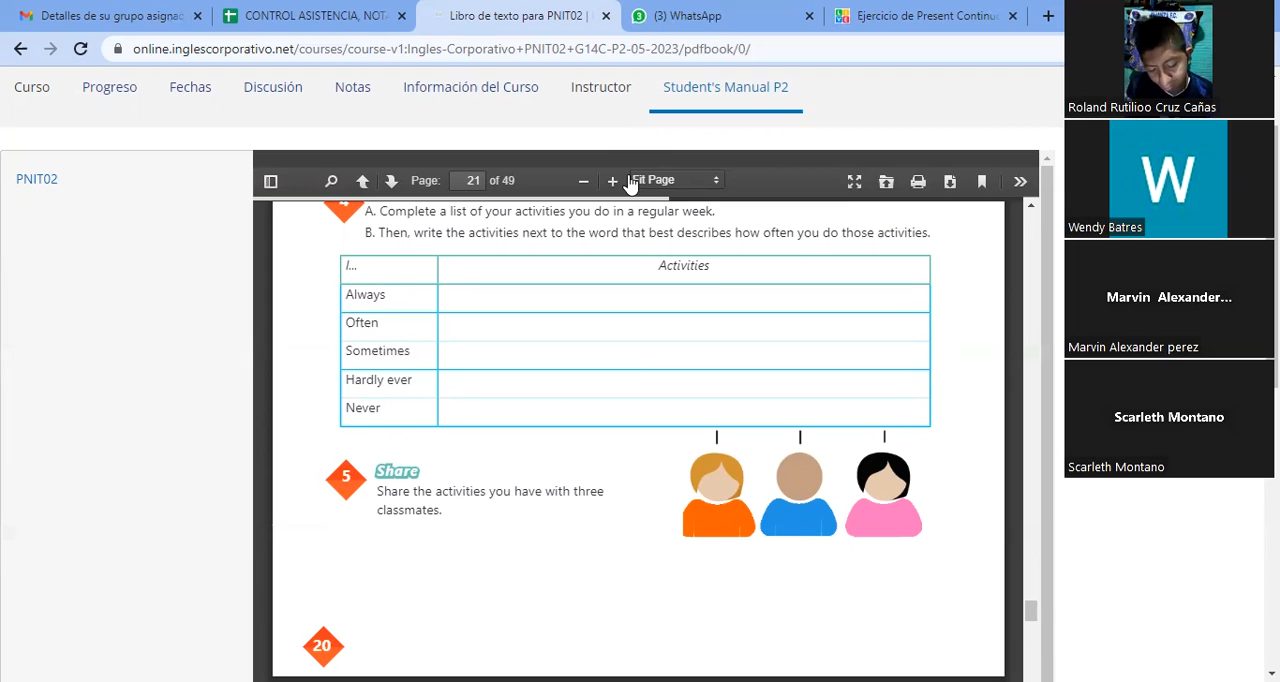 Detalles de su grupo asignad
CONTROL ASISTENCIA, NOTA
Libro de texto para PNIT02 |
3
(3) WhatsApp
Ejercicio de Present Continuo
online.inglescorporativo.net/courses/course-v1:Ingles-Corporativo+PNIT02+G14C-P2-05-2023/pdfbook/0/
Curso
Progreso
Fechas
Discusión
Notas
Información del Curso
Instructor
Student's Manual P2
PNIT02
Page:
21
of 49
Fit Page
A. Complete a list of your activities you do in a regular week.
B. Then, write the activities next to the word that best describes how often you do those activities.
I...
Activities
Always
Often
Sometimes
Hardly ever
Never
5
Share
Share the activities you have with three
classmates.
20
Roland Rutilioo Cruz Cañas
W
Wendy Batres
Marvin Alexander...
Marvin Alexander perez
Scarleth Montano
Scarleth Montano